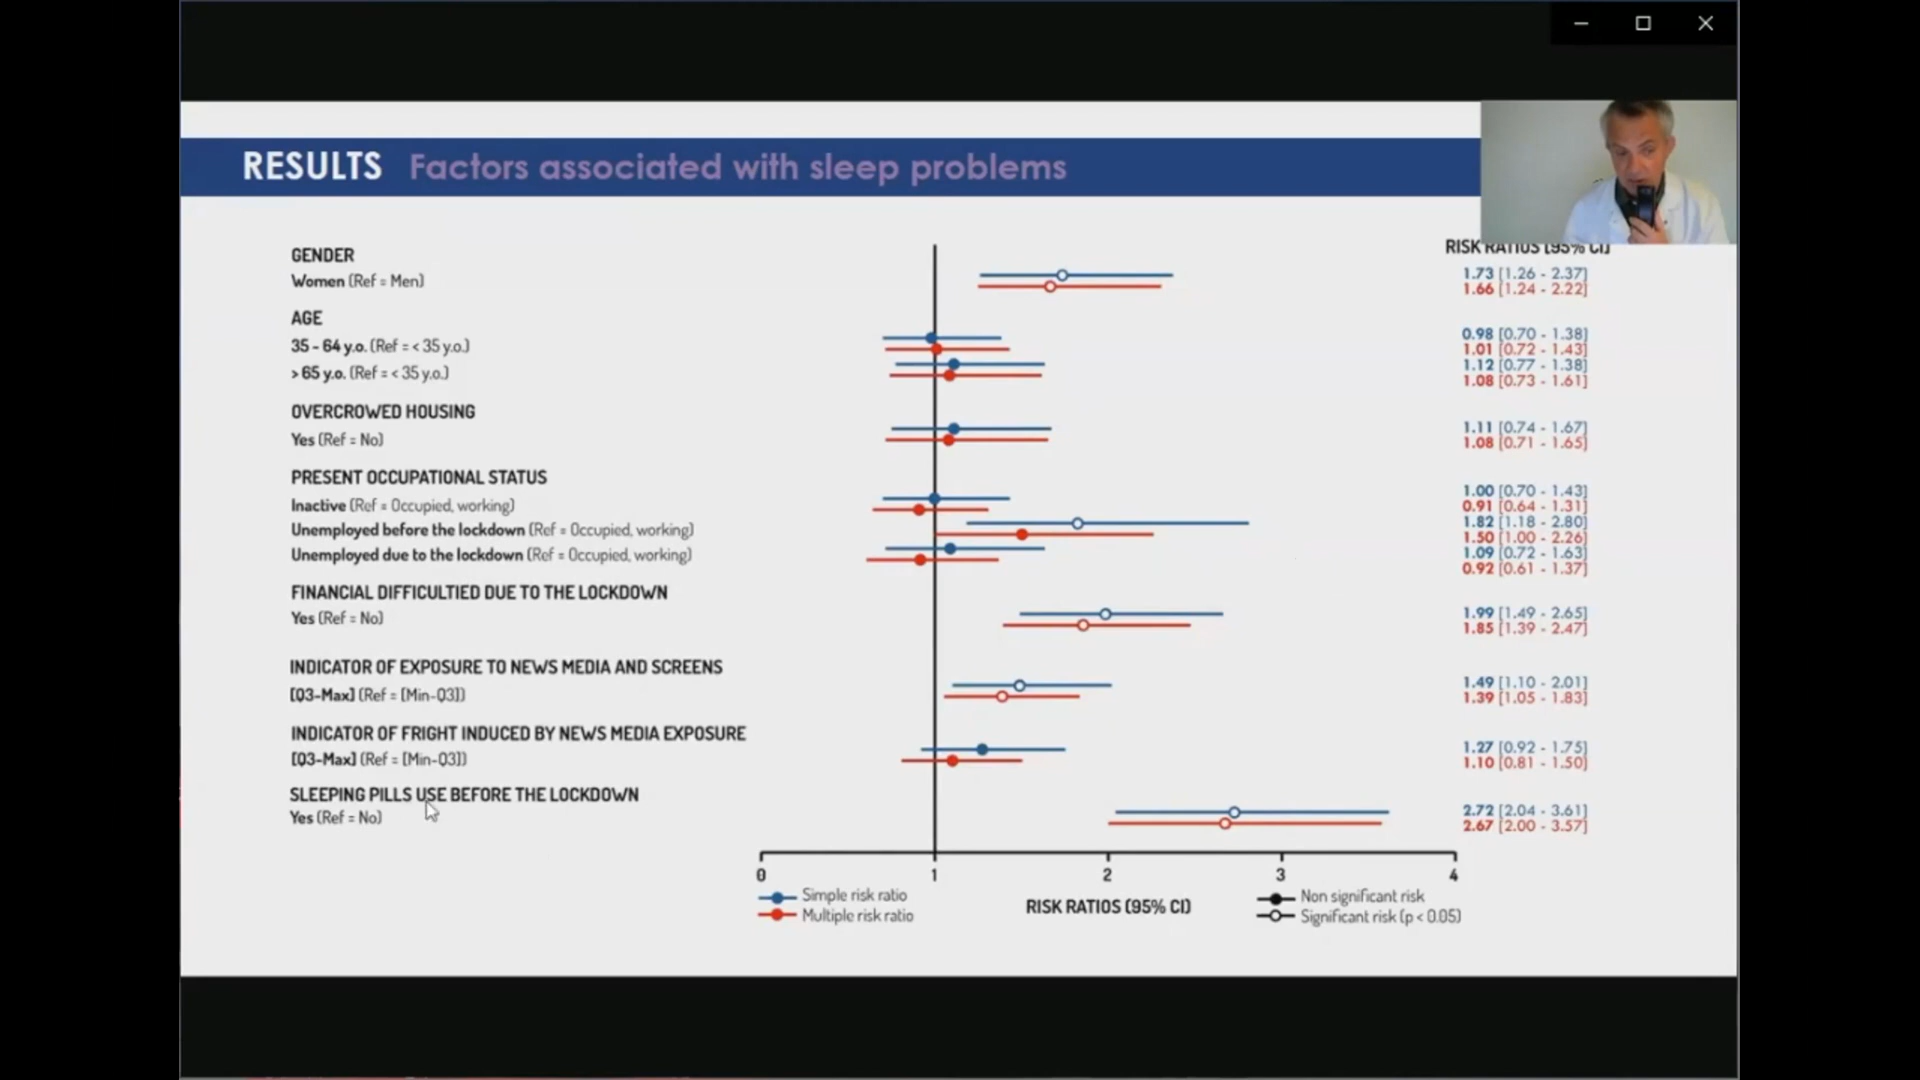 RESULTS Factors associated with sleep problems
RISK RATIOS [95% CI]
GENDER
Women (Ref = Men)
1.73 [1.26 - 2.37]
1.66 [1.24 - 2.22]
AGE
35 - 64 y.o. (Ref = < 35 y.o.)
0.98 [0.70 - 1.38]
1.01 [0.72 - 1.43]
> 65 y.o. (Ref = < 35 y.o.)
1.12 [0.77 - 1.38]
1.08 [0.73 - 1.61]
OVERCROWED HOUSING
Yes (Ref = No)
1.11 [0.74 - 1.67]
1.08 [0.71 - 1.65]
PRESENT OCCUPATIONAL STATUS
Inactive (Ref = Occupied, working)
1.00 [0.70 - 1.43]
0.91 [0.64 - 1.31]
Unemployed before the lockdown (Ref = Occupied, working)
1.82 [1.18 - 2.80]
1.50 [1.00 - 2.26]
Unemployed due to the lockdown (Ref = Occupied, working)
1.09 [0.72 - 1.63]
0.92 [0.61 - 1.37]
FINANCIAL DIFFICULTIED DUE TO THE LOCKDOWN
Yes (Ref = No)
1.99 [1.49 - 2.65]
1.85 [1.39 - 2.47]
INDICATOR OF EXPOSURE TO NEWS MEDIA AND SCREENS
[Q3-Max] (Ref = [Min-Q3])
1.49 [1.10 - 2.01]
1.39 [1.05 - 1.83]
INDICATOR OF FRIGHT INDUCED BY NEWS MEDIA EXPOSURE
[Q3-Max] (Ref = [Min-Q3])
1.27 [0.92 - 1.75]
1.10 [0.81 - 1.50]
SLEEPING PILLS USE BEFORE THE LOCKDOWN
Yes (Ref = No)
2.72 [2.04 - 3.61]
2.67 [2.00 - 3.57]
0 1 2 3 4
Simple risk ratio
Multiple risk ratio
RISK RATIOS (95% CI)
Non significant risk
Significant risk (p < 0.05)